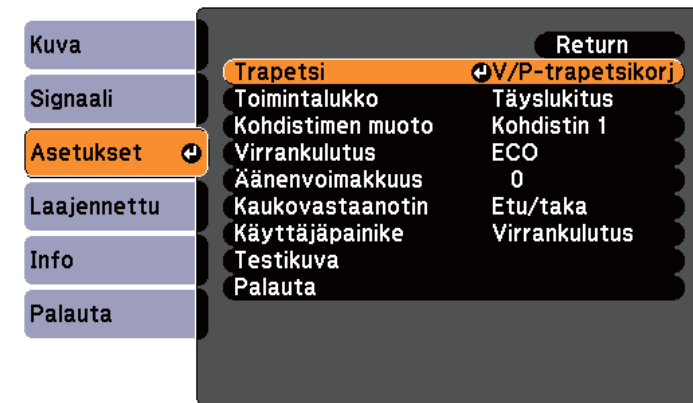 Kuva
Signaali
Asetukset
Laajennettu
Info
Palauta
Return
Trapetsi V/P-trapetsikorj
Toimintalukko Täyslukitus
Kohdistimen muoto Kohdistin 1
Virrankulutus ECO
Äänenvoimakkuus 0
Kaukovastaanotin Etu/taka
Käyttäjäpainike Virrankulutus
Testikuva
Palauta